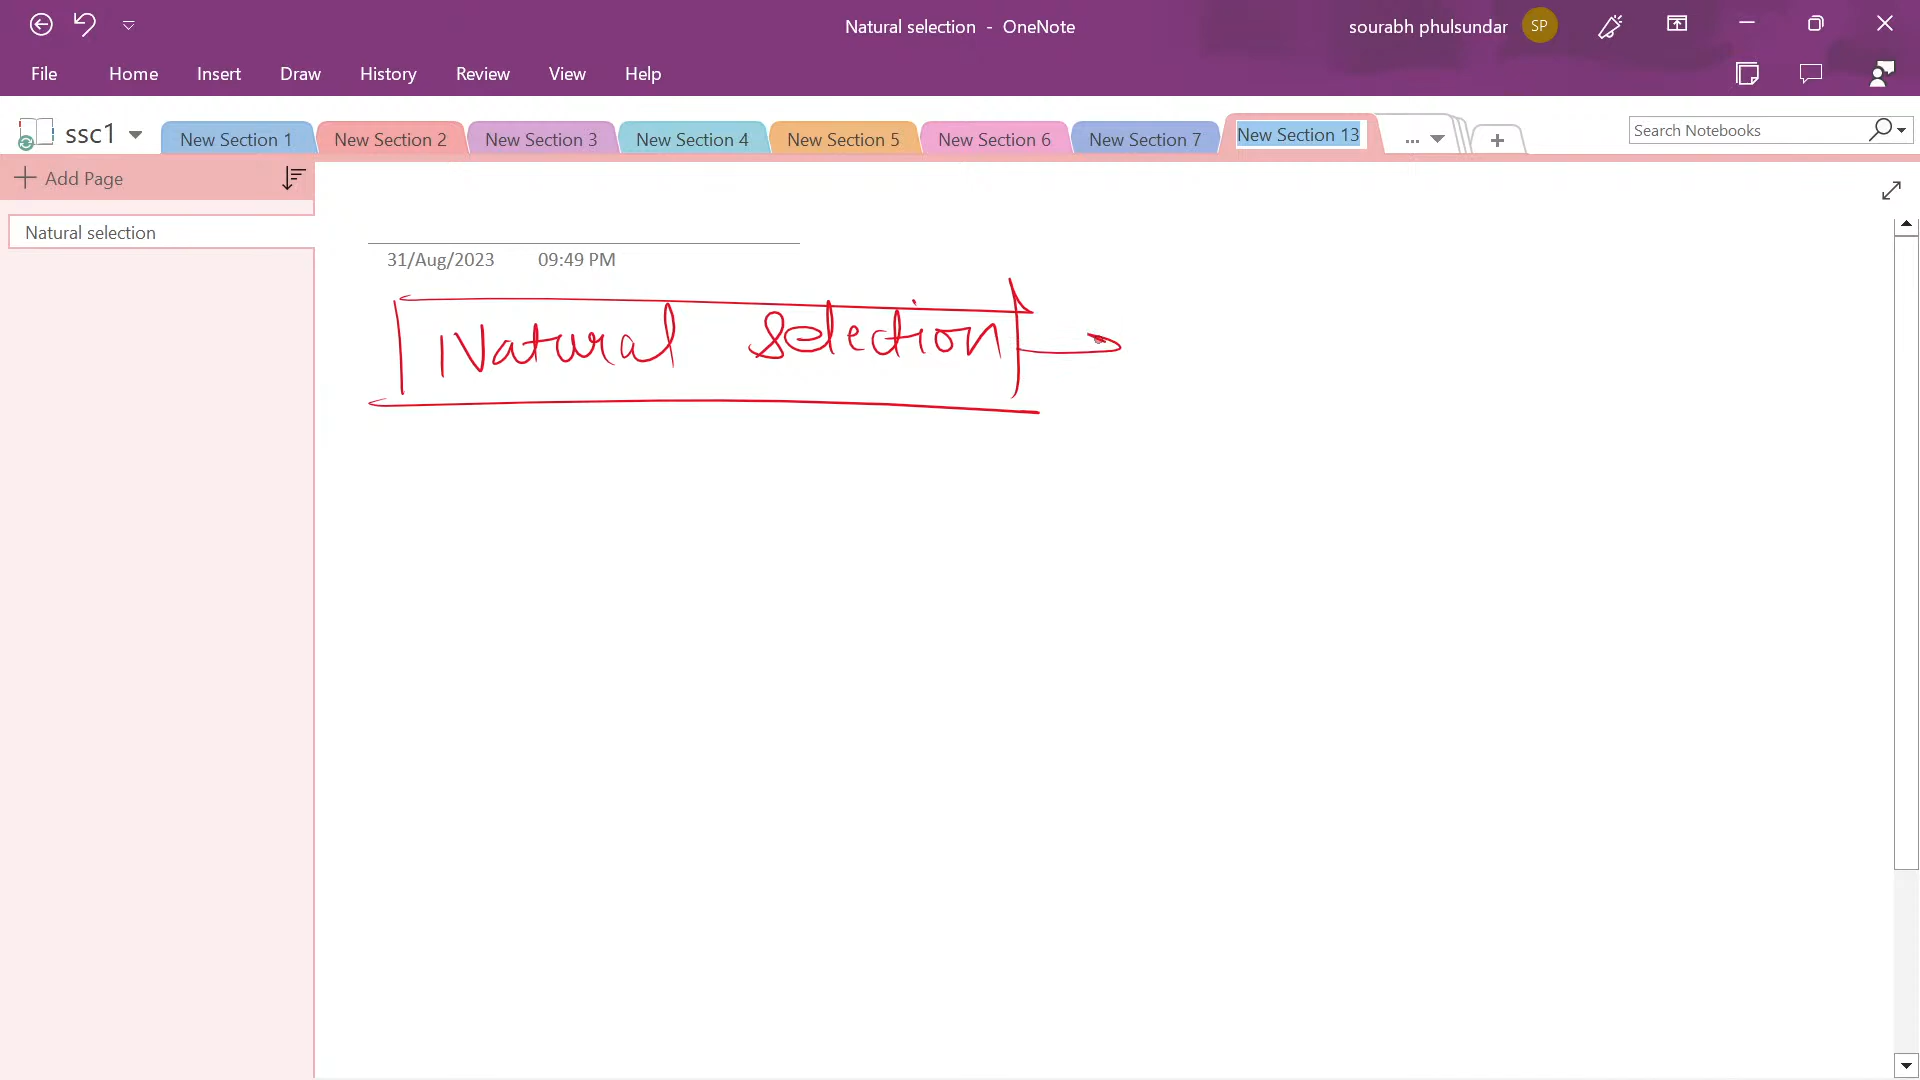 Natural selection - OneNote
sourabh phulsundar SP
File Home Insert Draw History Review View Help
ssc1 New Section 1 New Section 2 New Section 3 New Section 4 New Section 5 New Section 6 New Section 7 New Section 13 ... + Search Notebooks
Add Page
Natural selection
31/Aug/2023 09:49 PM
Natural Selection